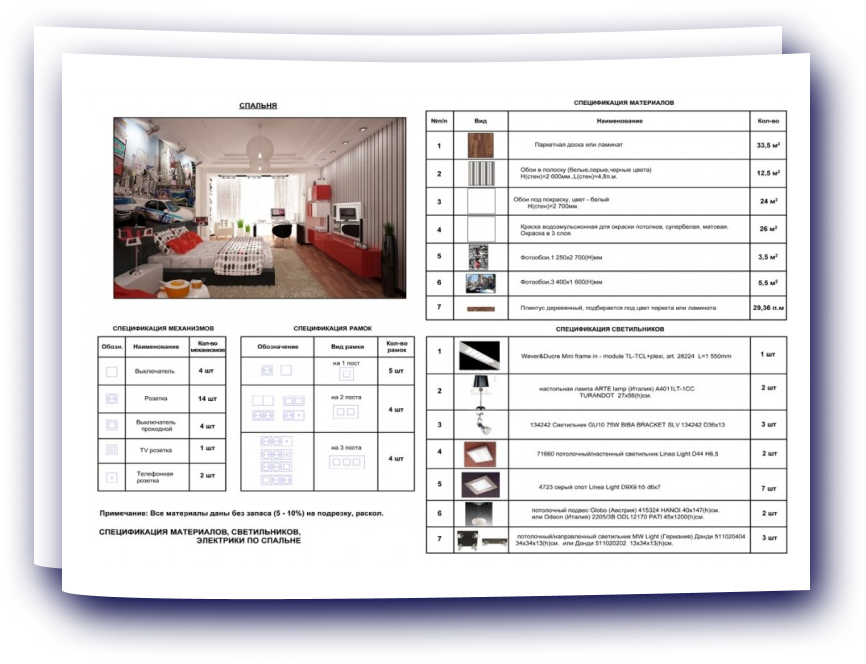 СПАЛЬНЯ
СПЕЦИФИКАЦИЯ МАТЕРИАЛОВ
№п/п Вид Наименование Кол-во
1 Паркетная доска или ламинат 33,5 м²
2 Обои в полоску (белые,серые,черные цвета) 12,5 м²
H(стен)=2 600мм.,L(стен)=4,8п.м.
3 Обои под покраску, цвет - белый 24 м²
H(стен)=2 700мм.
4 Краска водоэмульсионная для окраски потолков, супербелая, матовая. 26 м²
Окраска в 3 слоя.
5 Фотообои,1 250х2 700(Н)мм 3,5 м²
6 Фотообои,3 400х1 600(Н)мм 5,5 м²
7 Плинтус деревянный, подбирается под цвет паркета или ламината 29,36 п.м
СПЕЦИФИКАЦИЯ МЕХАНИЗМОВ
Обозн. Наименование Кол-во механизмов
Выключатель 4 шт
Розетка 14 шт
Выключатель проходной 4 шт
TV розетка 1 шт
Телефонная розетка 2 шт
СПЕЦИФИКАЦИЯ РАМОК
Обозначение Вид рамки Кол-во рамок
на 1 пост 5 шт
на 2 поста 4 шт
на 3 поста 4 шт
СПЕЦИФИКАЦИЯ СВЕТИЛЬНИКОВ
1 Wever&Ducre Mini frame in - module TL-TCL+plexi, art. 28224 L=1 550mm 1 шт
2 настольная лампа ARTE lamp (Италия) A4011LT-1CC 2 шт
TURANDOT 27x56(h)см.
3 134242 Светильник GU10 75W BIBA BRACKET SLV 134242 D36x13 3 шт
4 71660 потолочный/настенный светильник Linea Light D44 H6,5 2 шт
5 4723 серый спот Linea Light D9X9 h5 d6x7 7 шт
6 потолочный подвес Globo (Австрия) 415324 HANOI 40x147(h)см. 2 шт
или Odeon (Италия) 2205/3B ODL12170 PATI 45x1200(h)см.
7 потолочный/направленный светильник MW Light (Германия) Данди 511020404 3 шт
34x34x13(h)см. или Данди 511020202 13x34x13(h)см.
Примечание: Все материалы даны без запаса (5 - 10%) на подрезку, раскол.
СПЕЦИФИКАЦИЯ МАТЕРИАЛОВ, СВЕТИЛЬНИКОВ,
ЭЛЕКТРИКИ ПО СПАЛЬНЕ